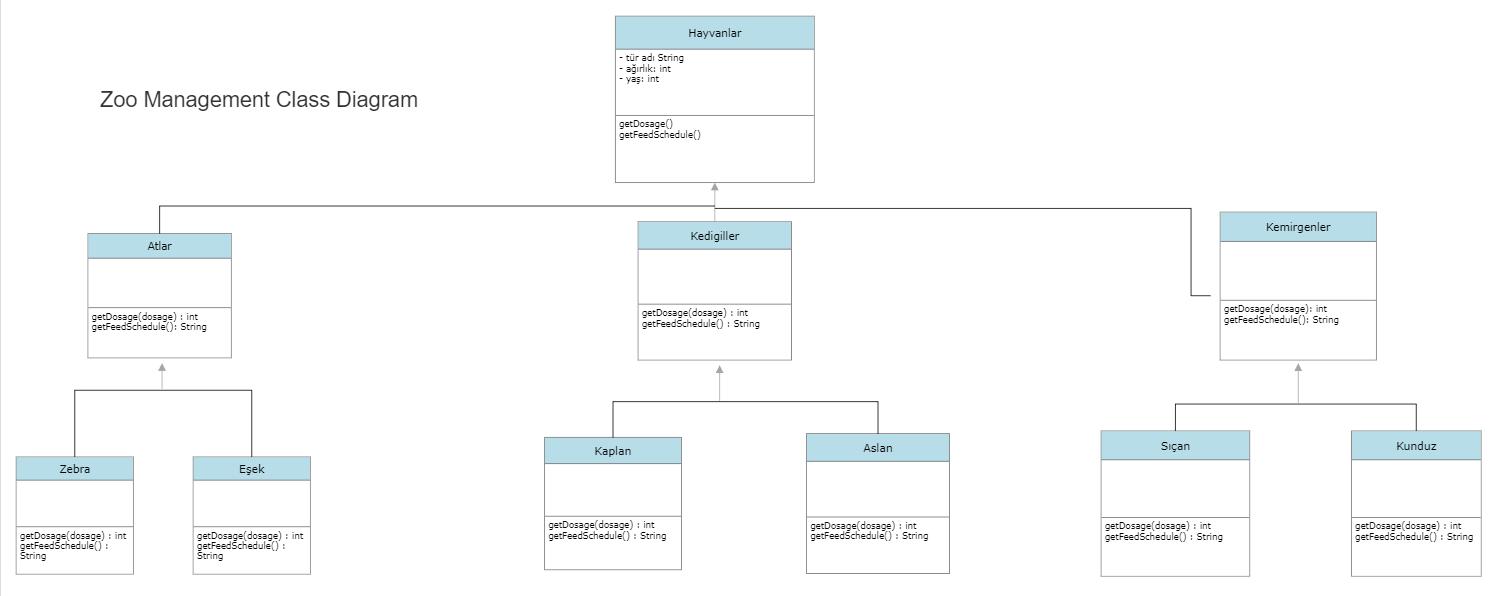 Zoo Management Class Diagram
Hayvanlar
- tür adı String
- ağırlık: int
- yaş: int
getDosage()
getFeedSchedule()
Atlar
getDosage(dosage) : int
getFeedSchedule(): String
Kedigiller
getDosage(dosage) : int
getFeedSchedule() : String
Kemirgenler
getDosage(dosage): int
getFeedSchedule(): String
Zebra
getDosage(dosage) : int
getFeedSchedule() :
String
Eşek
getDosage(dosage) : int
getFeedSchedule() :
String
Kaplan
getDosage(dosage) : int
getFeedSchedule() : String
Aslan
getDosage(dosage) : int
getFeedSchedule() : String
Sıçan
getDosage(dosage) : int
getFeedSchedule() : String
Kunduz
getDosage(dosage) : int
getFeedSchedule() : String